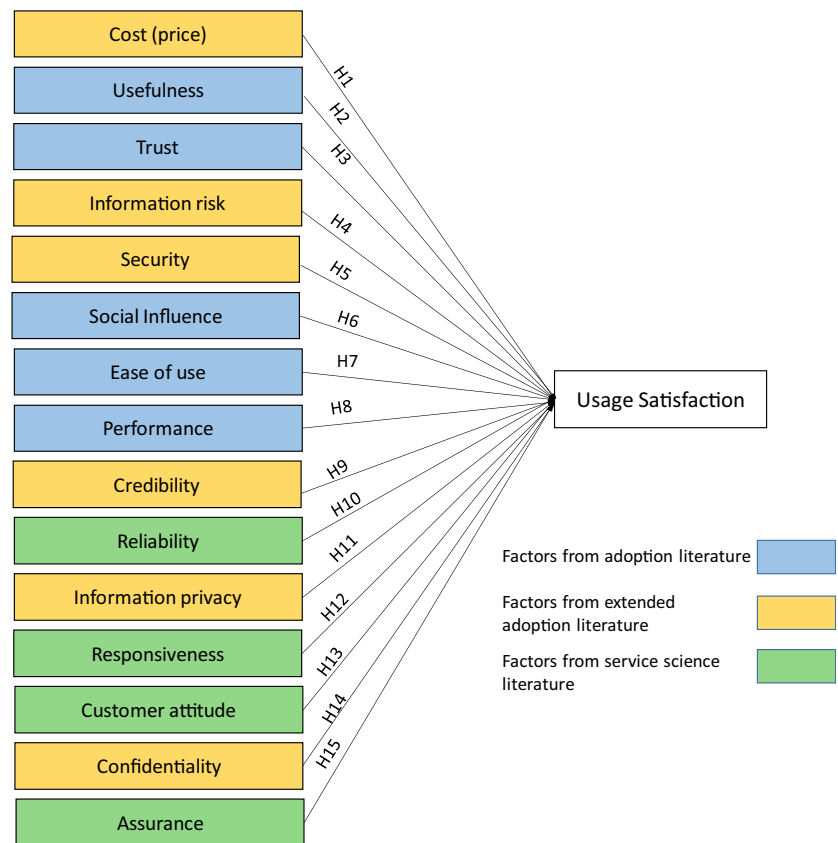 Cost (price)
Usefulness
Trust
Information risk
Security
Social Influence
Ease of use
Performance
Credibility
Reliability
Information privacy
Responsiveness
Customer attitude
Confidentiality
Assurance
H1
H2
H3
H4
H5
H6
H7
H8
H9
H10
H11
H12
H13
H14
H15
Usage Satisfaction
Factors from adoption literature
Factors from extended
adoption literature
Factors from service science
literature